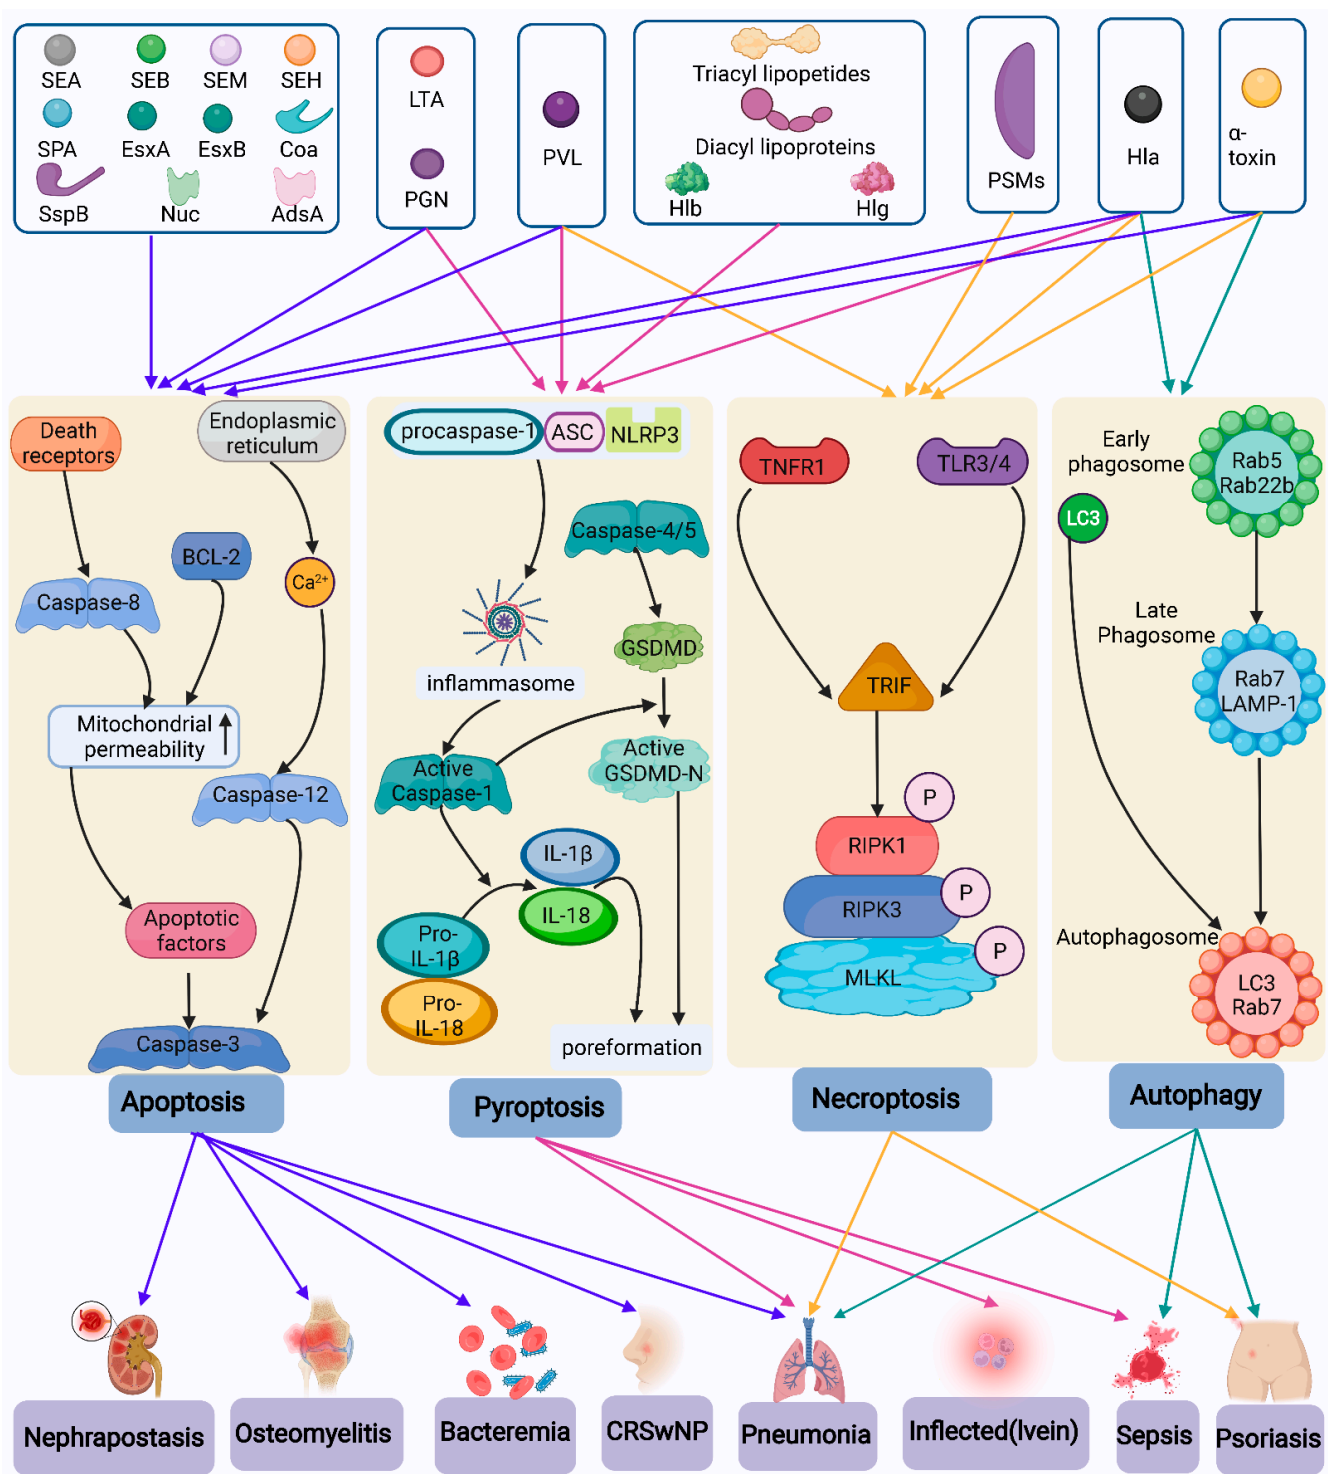 SEA SEB SEM SEH
SPA EsxA EsxB Coa
SspB Nuc AdsA
LTA
PGN
PVL
Triacyl lipopetides
Diacyl lipoproteins
Hlb Hlg
PSMs
Hla
α-
toxin
Death
receptors
Endoplasmic
reticulum
BCL-2
Ca²⁺
Caspase-8
Mitochondrial
permeability
Caspase-12
Apoptotic
factors
Caspase-3
procaspase-1 ASC NLRP3
Caspase-4/5
GSDMD
inflammasome
Active
GSDMD-N
Active
Caspase-1
IL-1β
IL-18
Pro-
IL-1β
Pro-
IL-18
poreformation
TNFR1 TLR3/4
TRIF
P
RIPK1
P
RIPK3
P
MLKL
Early
phagosome
Rab5
Rab22b
LC3
Late
Phagosome
Rab7
LAMP-1
Autophagosome
LC3
Rab7
Apoptosis Pyroptosis Necroptosis Autophagy
Nephrapostasis Osteomyelitis Bacteremia CRSwNP Pneumonia Inflected(Ivein) Sepsis Psoriasis